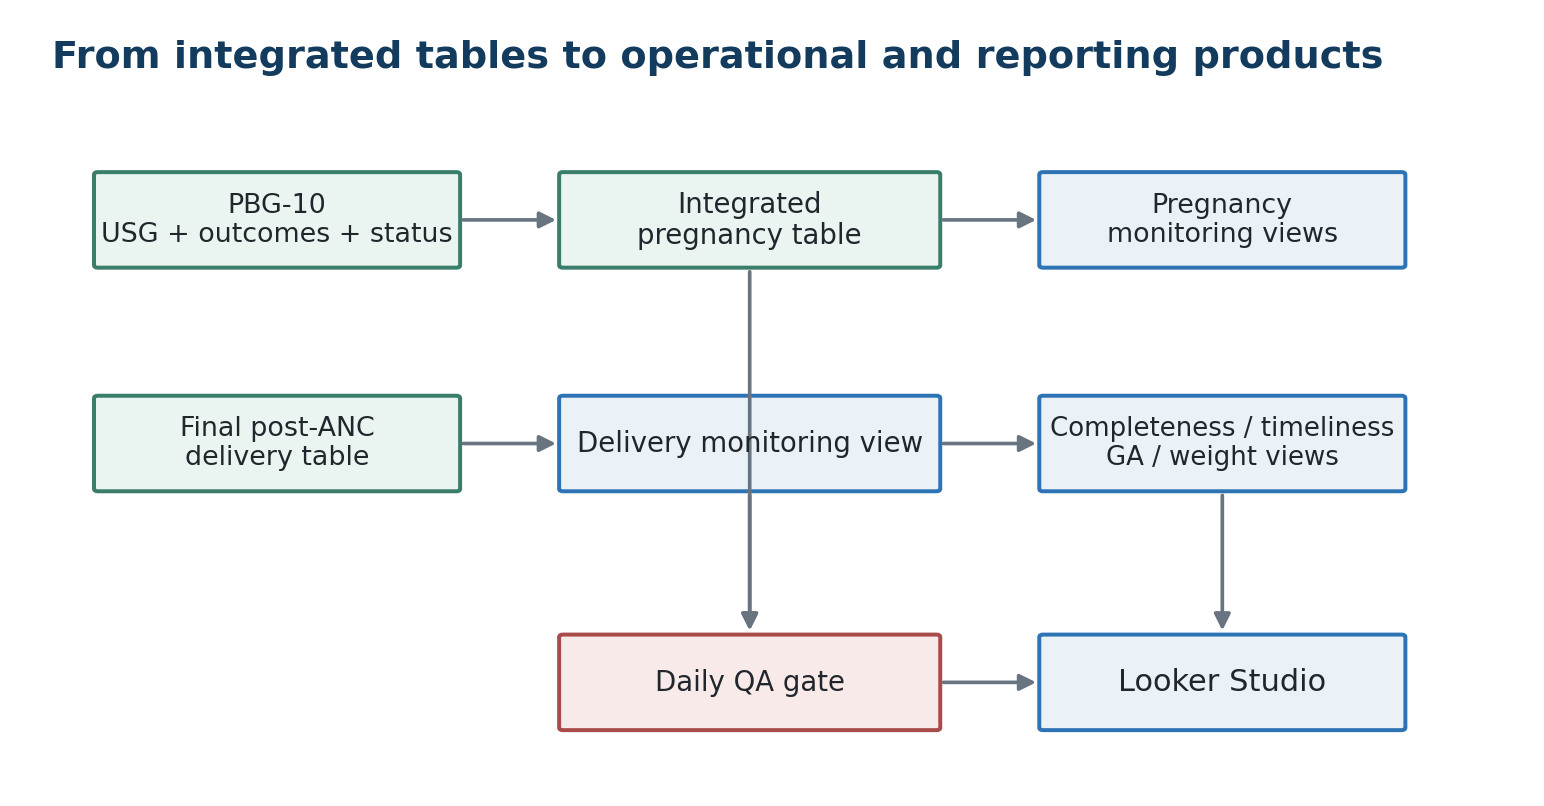 From integrated tables to operational and reporting products
PBG-10
USG + outcomes + status
Integrated
pregnancy table
Pregnancy
monitoring views
Final post-ANC
delivery table
Delivery monitoring view
Completeness / timeliness
GA / weight views
Daily QA gate
Looker Studio